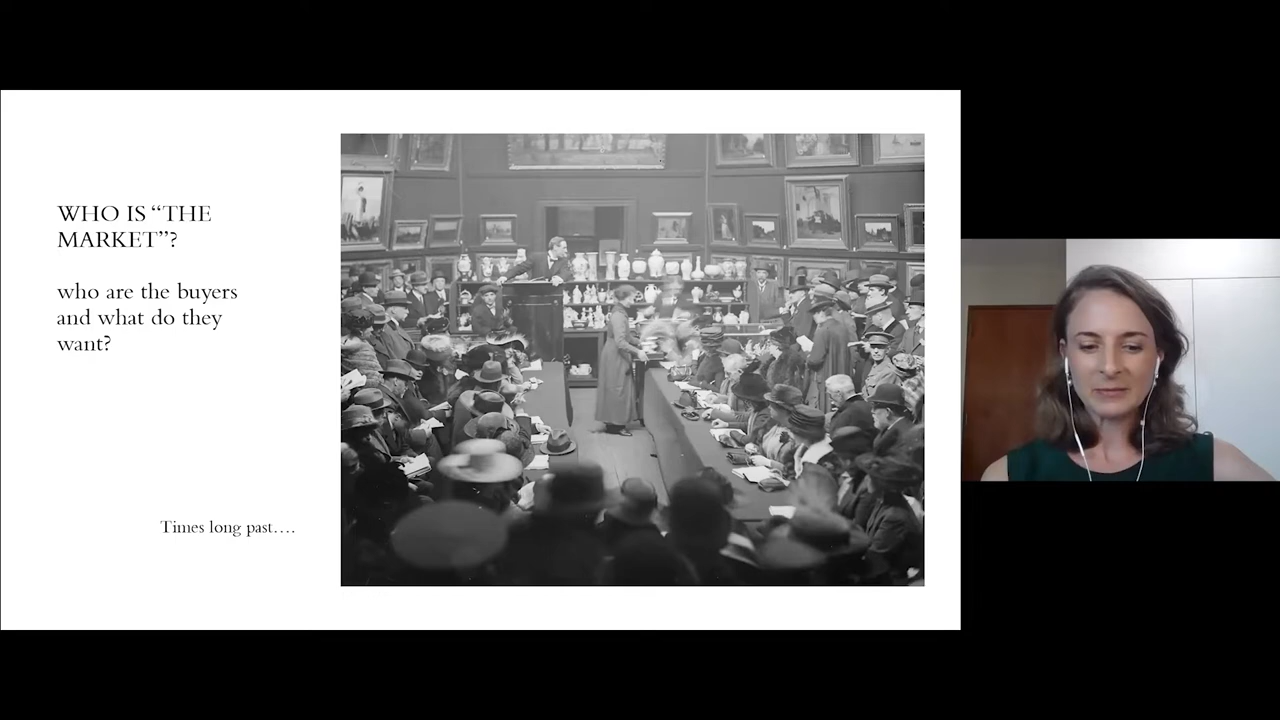 WHO IS “THE
MARKET”?
who are the buyers
and what do they
want?
Times long past….